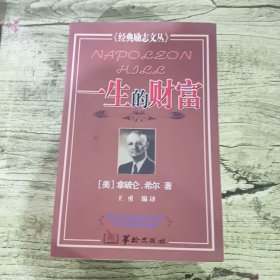 《经典励志文丛》
NAPOLEON
HILL
一生的财富
[美] 拿破仑·希尔 著
王勇 编译
华龄出版社